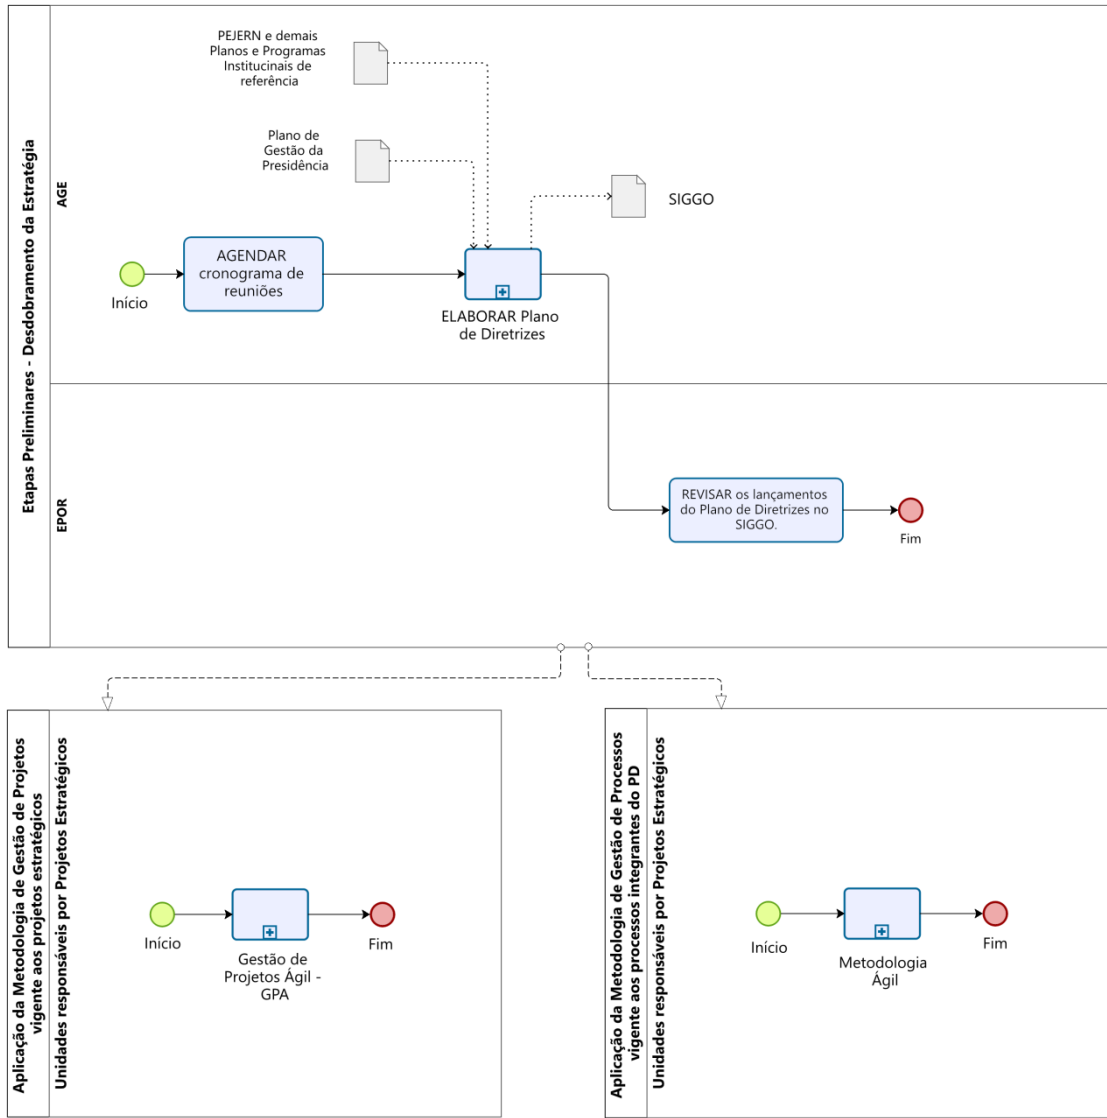 Etapas Preliminares - Desdobramento da Estratégia
AGE
PEJERN e demais
Planos e Programas
Institucinais de
referência
Plano de
Gestão da
Presidência
SIGGO
AGENDAR
cronograma de
reuniões
Início
ELABORAR Plano
de Diretrizes
EPOR
REVISAR os lançamentos
do Plano de Diretrizes no
SIGGO.
Fim
Aplicação da Metodologia de Gestão de Projetos
vigente aos projetos estratégicos
Unidades responsáveis por Projetos Estratégicos
Início
Gestão de
Projetos Ágil -
GPA
Fim
Aplicação da Metodologia de Gestão de Processos
vigente aos processos integrantes do PD
Unidades responsáveis por Projetos Estratégicos
Início
Metodologia
Ágil
Fim